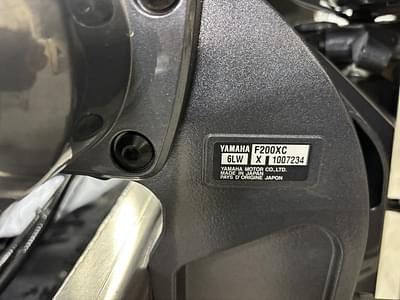 YAMAHA F200XC
6LW X 1007234
YAMAHA MOTOR CO.,LTD.
MADE IN JAPAN
PAYS D'ORIGINE JAPON